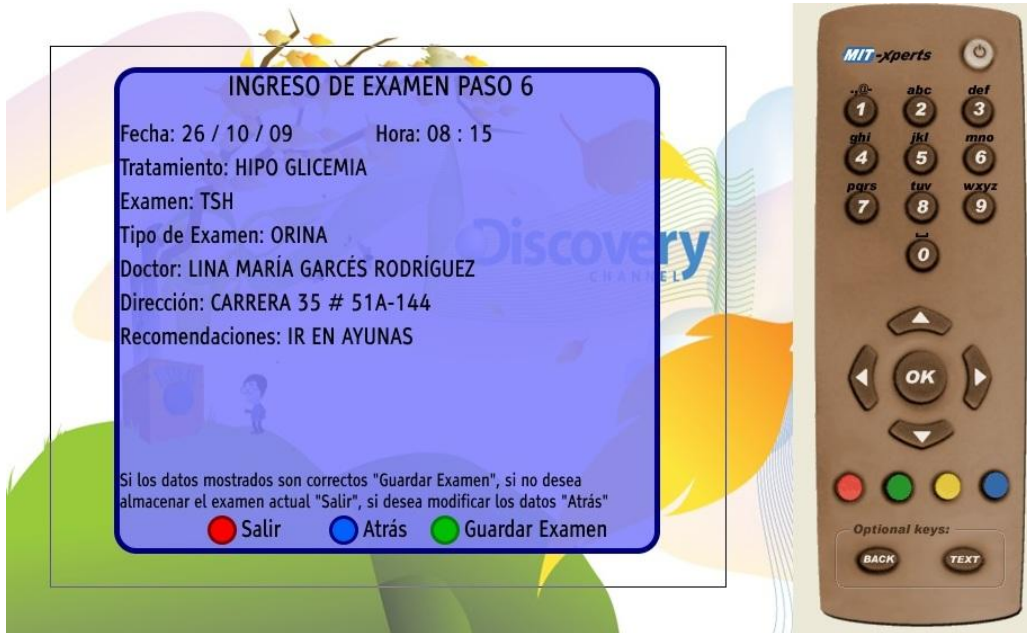 INGRESO DE EXAMEN PASO 6
Fecha: 26 / 10 / 09 Hora: 08 : 15
Tratamiento: HIPO GLICEMIA
Examen: TSH
Tipo de Examen: ORINA
Doctor: LINA MARÍA GARCÉS RODRÍGUEZ
Dirección: CARRERA 35 # 51A-144
Recomendaciones: IR EN AYUNAS
Discovery
CHANNEL
Si los datos mostrados son correctos "Guardar Examen", si no desea
almacenar el examen actual "Salir", si desea modificar los datos "Atrás"
Salir Atrás Guardar Examen
MIT-xperts
.,@- abc def
1 2 3
ghi jkl mno
4 5 6
pqrs tuv wxyz
7 8 9
0
OK
Optional keys:
BACK TEXT